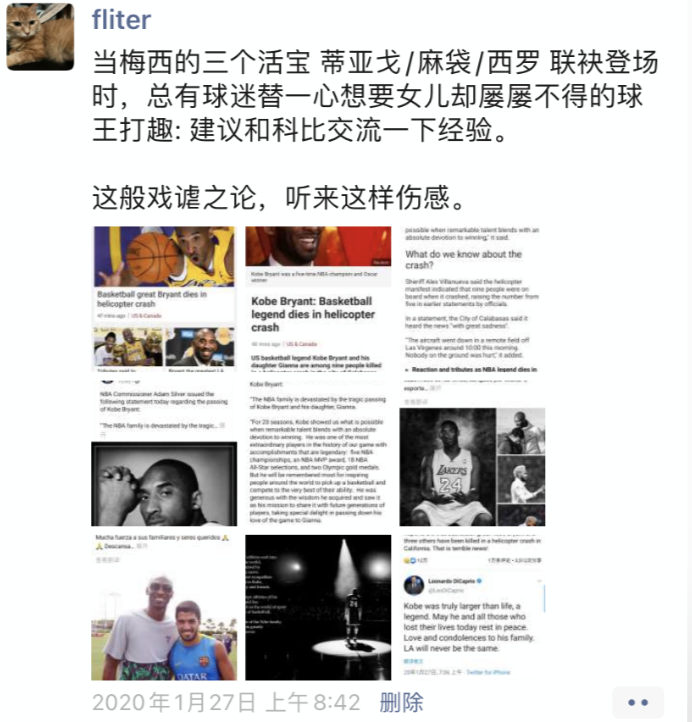 fliter
当梅西的三个活宝 蒂亚戈/麻袋/西罗 联袂登场
时，总有球迷替一心想要女儿却屡屡不得的球
王打趣: 建议和科比交流一下经验。
这般戏谑之论，听来这样伤感。
Basketball great Bryant dies in
helicopter crash
US & Canada
Kobe Bryant was a five-time NBA champion and Oscar
winner
Kobe Bryant: Basketball
legend dies in helicopter
crash
US & Canada
US basketball legend Kobe Bryant and his
daughter Gianna are among nine people killed
possible when remarkable talent blends with an
absolute devotion to winning," it said.
What do we know about the
crash?
Sheriff Alex Villanueva said the helicopter
manifest indicated that nine people were on
board when it crashed, raising the number from
five in earlier statements by officials.
In a statement, the City of Calabasas said it
heard the news "with great sadness".
"The aircraft went down in a remote field off
Las Virgenes around 10:00 this morning.
Nobody on the ground was hurt," it added.
Reaction and tributes as NBA legend dies in
NBA Commissioner Adam Silver issued the
following statement today regarding the passing
of Kobe Bryant:
"The NBA family is devastated by the tragic...
Kobe Bryant:
"The NBA family is devastated by the tragic passing
of Kobe Bryant and his daughter, Gianna.
"For 20 seasons, Kobe showed us what is possible
when remarkable talent blends with an absolute
devotion to winning. He was one of the most
extraordinary players in the history of our game with
accomplishments that are legendary: five NBA
championships, an NBA MVP award, 18 NBA
All-Star selections, and two Olympic gold medals.
But he will be remembered most for inspiring
people around the world to pick up a basketball and
compete to the very best of their ability. He was
generous with the wisdom he acquired and saw it
as his mission to share it with future generations of
players, taking special delight in passing down his
love of the game to Gianna.
LAKERS
24
Mucha fuerza a sus familiares y seres queridos
Descansa...
QATAR
24
three others have been killed in a helicopter crash in
California. That is terrible news!
Leonardo DiCaprio
@LeoDiCaprio
Kobe was truly larger than life, a
legend. May he and all those who
lost their lives today rest in peace.
Love and condolences to his family.
LA will never be the same.
Twitter for iPhone
2020年1月27日 上午8:42 删除